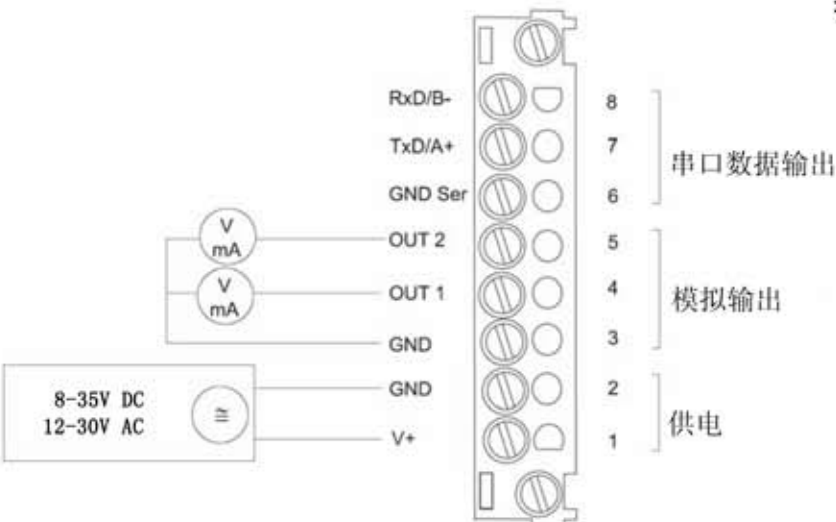 RxD/B-
8
TxD/A+
7
串口数据输出
GND Ser
6
V
mA
OUT 2
5
V
mA
OUT 1
4
模拟输出
GND
3
8-35V DC
12-30V AC
≅
GND
2
供电
V+
1